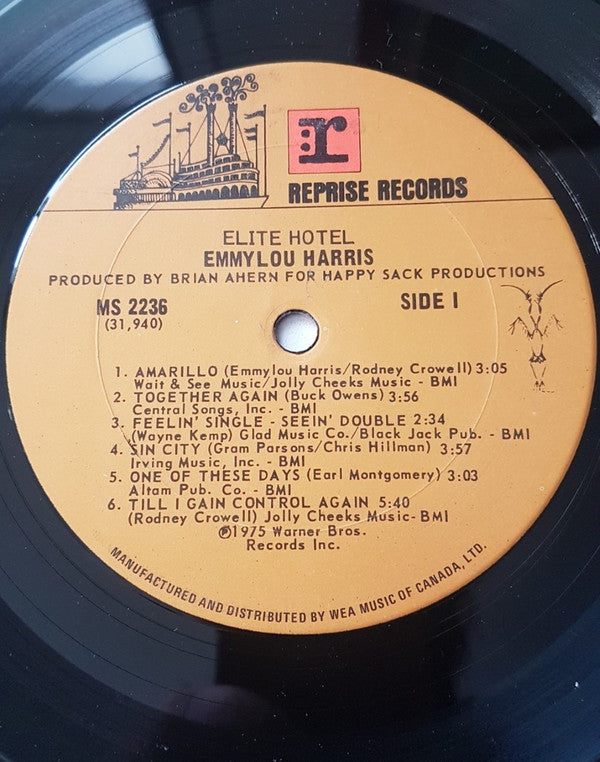 r
REPRISE RECORDS
ELITE HOTEL
EMMYLOU HARRIS
PRODUCED BY BRIAN AHERN FOR HAPPY SACK PRODUCTIONS
MS 2236
SIDE I
(31,940)
1. AMARILLO (Emmylou Harris/Rodney Crowell) 3:05
Wait & See Music/Jolly Cheeks Music - BMI
2. TOGETHER AGAIN (Buck Owens) 3:56
Central Songs, Inc. - BMI
3. FEELIN' SINGLE - SEEIN' DOUBLE 2:34
(Wayne Kemp) Glad Music Co./Black Jack Pub. - BMI
4. SIN CITY (Gram Parsons/Chris Hillman) 3:57
Irving Music, Inc. - BMI
5. ONE OF THESE DAYS (Earl Montgomery) 3:03
Altam Pub. Co. - BMI
6. TILL I GAIN CONTROL AGAIN 5:40
(Rodney Crowell) Jolly Cheeks Music- BMI
℗1975 Warner Bros.
Records Inc.
MANUFACTURED AND DISTRIBUTED BY WEA MUSIC OF CANADA, LTD.